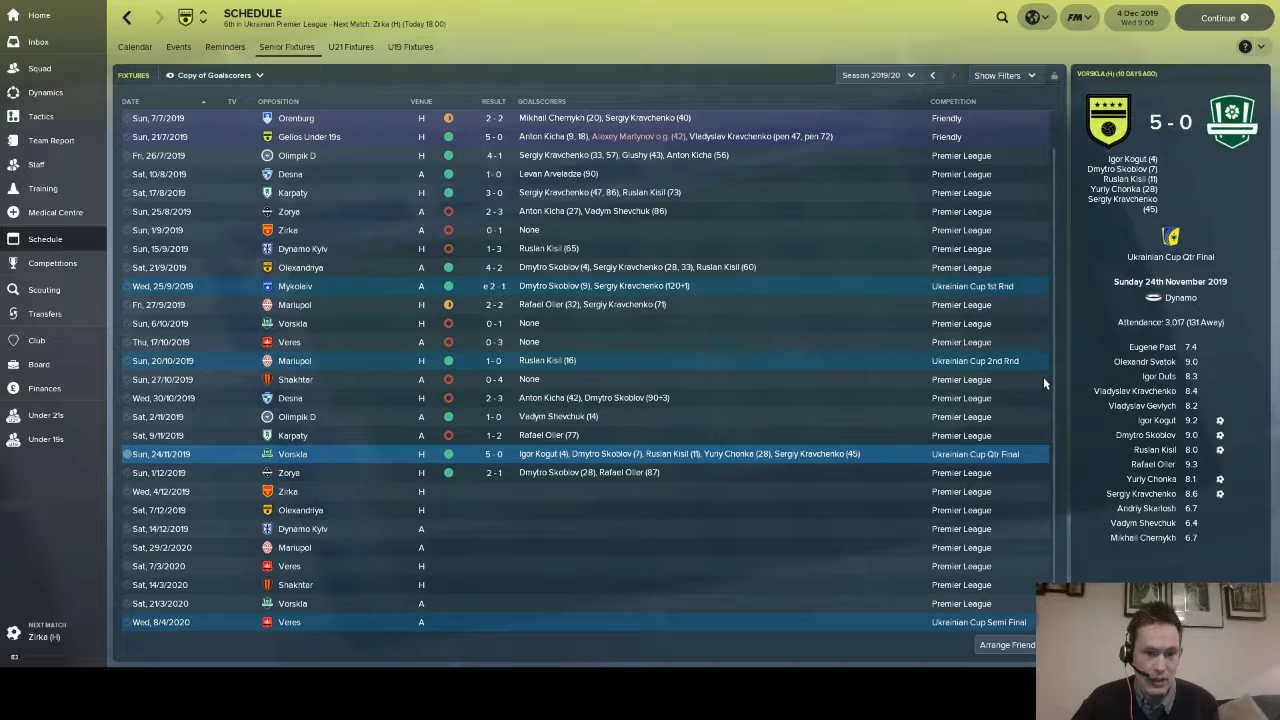 Home
Inbox
Squad
Dynamics
Tactics
Team Report
Staff
Training
Medical Centre
Schedule
Competitions
Scouting
Transfers
Club
Board
Finances
Under 21s
Under 19s
NEXT MATCH
Zirka (H)
SCHEDULE
6th in Ukrainian Premier League - Next Match: Zirka (H) (Today 18:00)
FM
4 Dec 2019
Wed 9:00
Continue
Calendar Events Reminders Senior Fixtures U21 Fixtures U19 Fixtures
?
FIXTURES Copy of Goalscorers Season 2019/20 Show Filters
DATE TV OPPOSITION VENUE RESULT GOALSCORERS COMPETITION
Sun, 7/7/2019 Orenburg H 2 - 2 Mikhail Chernykh (20), Sergiy Kravchenko (40) Friendly
Sun, 21/7/2019 Gelios Under 19s H 5 - 0 Anton Kicha (9, 18), Alexey Martynov o.g. (42), Vladyslav Kravchenko (pen 47, pen 72) Friendly
Fri, 26/7/2019 Olimpik D H 4 - 1 Sergiy Kravchenko (33, 57), Giushy (43), Anton Kicha (56) Premier League
Sat, 10/8/2019 Desna H 1 - 0 Levan Arveladze (90) Premier League
Sat, 17/8/2019 Karpaty H 3 - 0 Sergiy Kravchenko (47, 86), Ruslan Kisil (73) Premier League
Sun, 25/8/2019 Zorya A 2 - 3 Anton Kicha (27), Vadym Shevchuk (86) Premier League
Sun, 1/9/2019 Zirka A 0 - 1 None Premier League
Sun, 15/9/2019 Dynamo Kyiv H 1 - 3 Ruslan Kisil (65) Premier League
Sat, 21/9/2019 Olexandriya A 4 - 2 Dmytro Skoblov (4), Sergiy Kravchenko (28, 33), Ruslan Kisil (60) Premier League
Wed, 25/9/2019 Mykolaiv A e 2 - 1 Dmytro Skoblov (9), Sergiy Kravchenko (120+1) Ukrainian Cup 1st Rnd
Fri, 27/9/2019 Mariupol H 2 - 2 Rafael Oller (32), Sergiy Kravchenko (71) Premier League
Sun, 6/10/2019 Vorskla H 0 - 1 None Premier League
Thu, 17/10/2019 Veres A 0 - 3 None Premier League
Sun, 20/10/2019 Mariupol H 1 - 0 Ruslan Kisil (16) Ukrainian Cup 2nd Rnd
Sun, 27/10/2019 Shakhtar A 0 - 4 None Premier League
Wed, 30/10/2019 Desna H 2 - 3 Anton Kicha (42), Dmytro Skoblov (90+3) Premier League
Sat, 2/11/2019 Olimpik D A 1 - 0 Vadym Shevchuk (14) Premier League
Sat, 9/11/2019 Karpaty A 1 - 2 Rafael Oller (77) Premier League
Sun, 24/11/2019 Vorskla H 5 - 0 Igor Kogut (4), Dmytro Skoblov (7), Ruslan Kisil (11), Yuriy Chonka (28), Sergiy Kravchenko (45) Ukrainian Cup Qtr Final
Sun, 1/12/2019 Zorya H 2 - 1 Dmytro Skoblov (28), Rafael Oller (87) Premier League
Wed, 4/12/2019 Zirka H Premier League
Sat, 7/12/2019 Olexandriya H Premier League
Sat, 14/12/2019 Dynamo Kyiv A Premier League
Sat, 29/2/2020 Mariupol A Premier League
Sat, 7/3/2020 Veres H Premier League
Sat, 14/3/2020 Shakhtar H Premier League
Sat, 21/3/2020 Vorskla A Premier League
Wed, 8/4/2020 Veres A Ukrainian Cup Semi Final
Arrange Friend
VORSKLA (H) (10 DAYS AGO)
5 - 0
Igor Kogut (4)
Dmytro Skoblov (7)
Ruslan Kisil (11)
Yuriy Chonka (28)
Sergiy Kravchenko
(45)
Ukrainian Cup Qtr Final
Sunday 24th November 2019
Dynamo
Attendance: 3,017 (131 Away)
Eugene Past 7.4
Olexandr Svatok 9.0
Igor Duts 8.3
Vladyslav Kravchenko 8.4
Vladyslav Gevlych 8.2
Igor Kogut 9.2
Dmytro Skoblov 9.0
Ruslan Kisil 8.0
Rafael Oller 9.3
Yuriy Chonka 8.1
Sergiy Kravchenko 8.6
Andriy Skarlosh 6.7
Vadym Shevchuk 6.4
Mikhail Chernykh 6.7